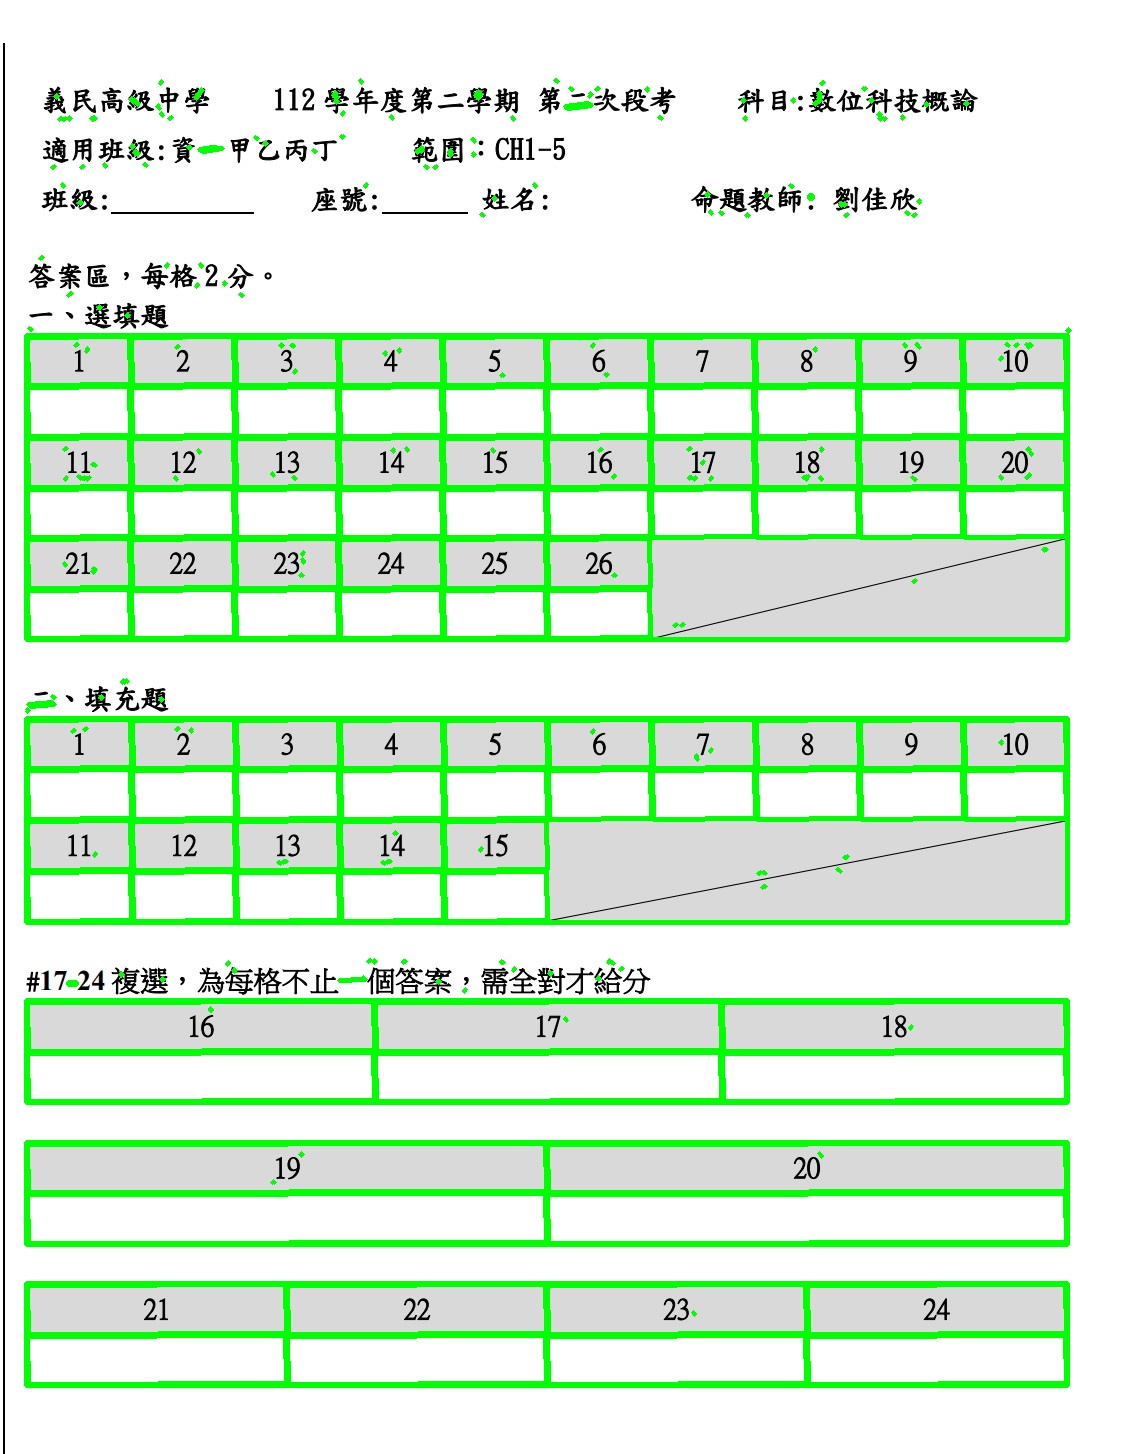 義民高級中學 112學年度第二學期 第二次段考 科目:數位科技概論
適用班級:資一甲乙丙丁 範圍：CH1-5
班級: 座號: 姓名: 命題教師: 劉佳欣
答案區，每格2分。
一、選填題
1 2 3 4 5 6 7 8 9 10
11 12 13 14 15 16 17 18 19 20
21 22 23 24 25 26
二、填充題
1 2 3 4 5 6 7 8 9 10
11 12 13 14 15
#17-24複選，為每格不止一個答案，需全對才給分
16 17 18
19 20
21 22 23 24